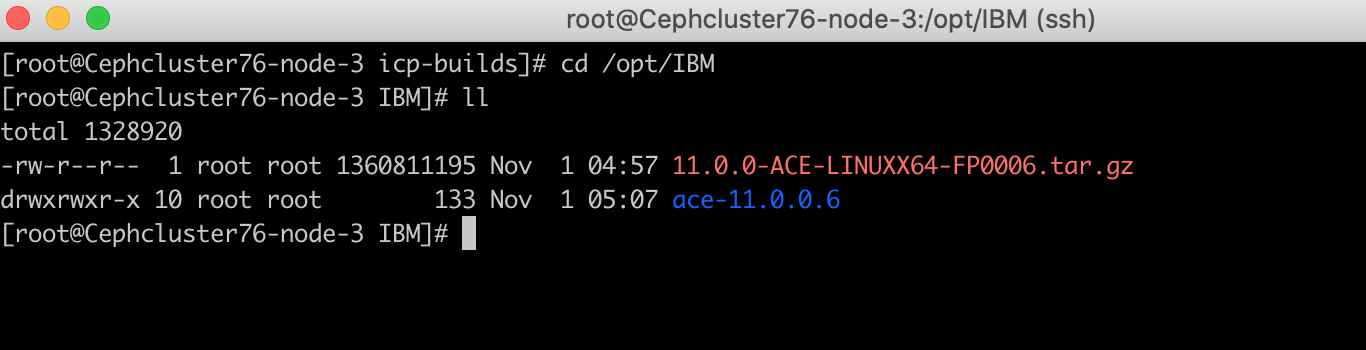 root@Cephcluster76-node-3:/opt/IBM (ssh)
[root@Cephcluster76-node-3 icp-builds]# cd /opt/IBM
[root@Cephcluster76-node-3 IBM]# ll
total 1328920
-rw-r--r--  1 root root 1360811195 Nov  1 04:57 11.0.0-ACE-LINUXX64-FP0006.tar.gz
drwxrwxr-x 10 root root        133 Nov  1 05:07 ace-11.0.0.6
[root@Cephcluster76-node-3 IBM]#